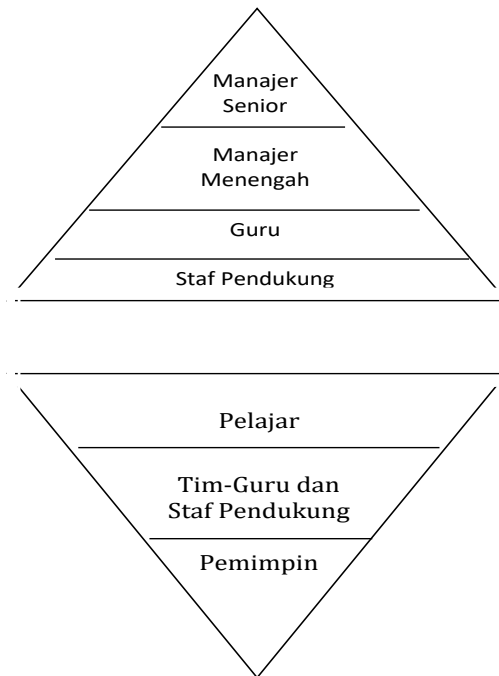 Manajer
Senior
Manajer
Menengah
Guru
Staf Pendukung
Pelajar
Tim-Guru dan
Staf Pendukung
Pemimpin